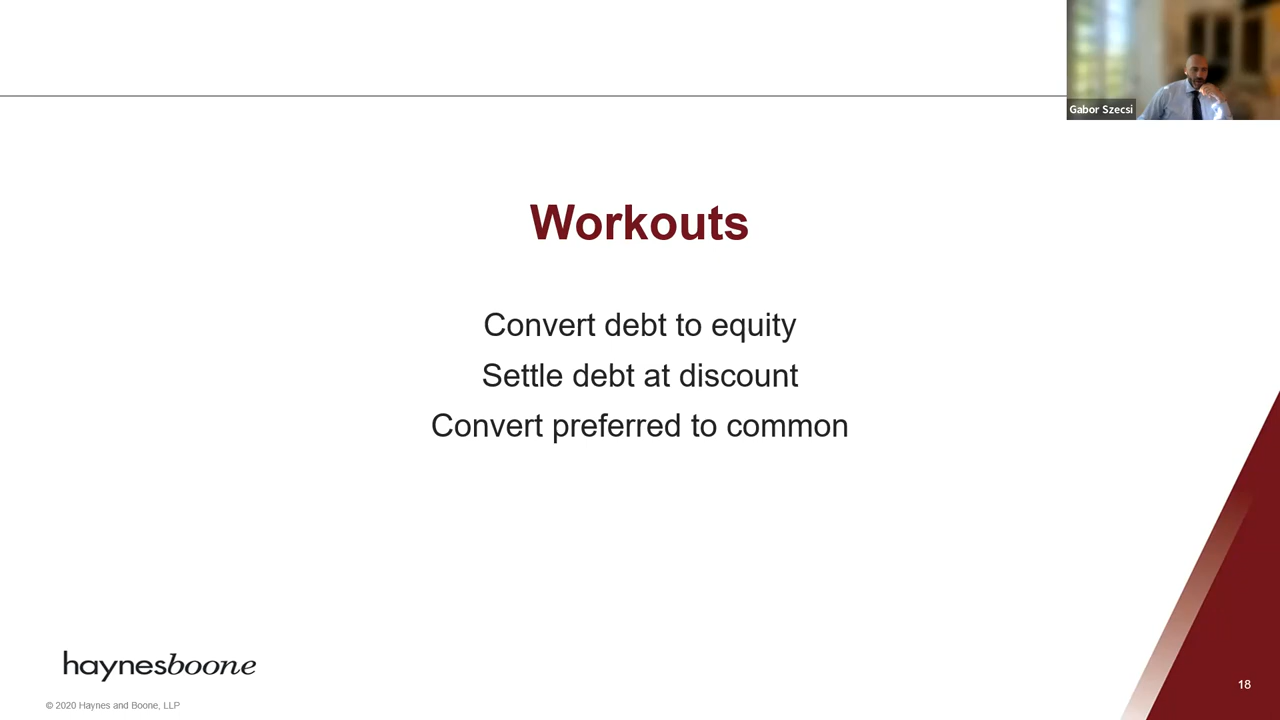 Gabor Szecsi
Workouts
Convert debt to equity
Settle debt at discount
Convert preferred to common
haynesboone
18
© 2020 Haynes and Boone, LLP